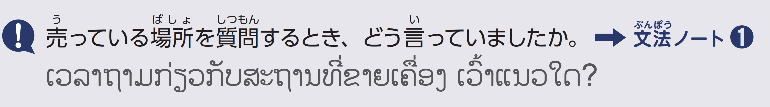 売っている場所を質問するとき、どう言っていましたか。 ➡ 文法ノート ❶
ເວລາຖາມກ່ຽວກັບສະຖານທີ່ຂາຍເຄື່ອງ ເວົ້າແນວໃດ?